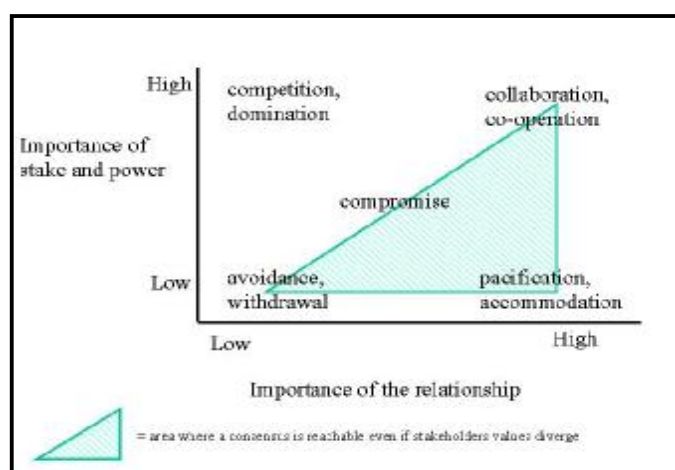 High
competition,
domination
collaboration,
co-operation
Importance of
stake and power
compromise
Low
avoidance,
withdrawal
pacification,
accommodation
Low
High
Importance of the relationship
= area where a consensus is reachable even if stakeholders values diverge